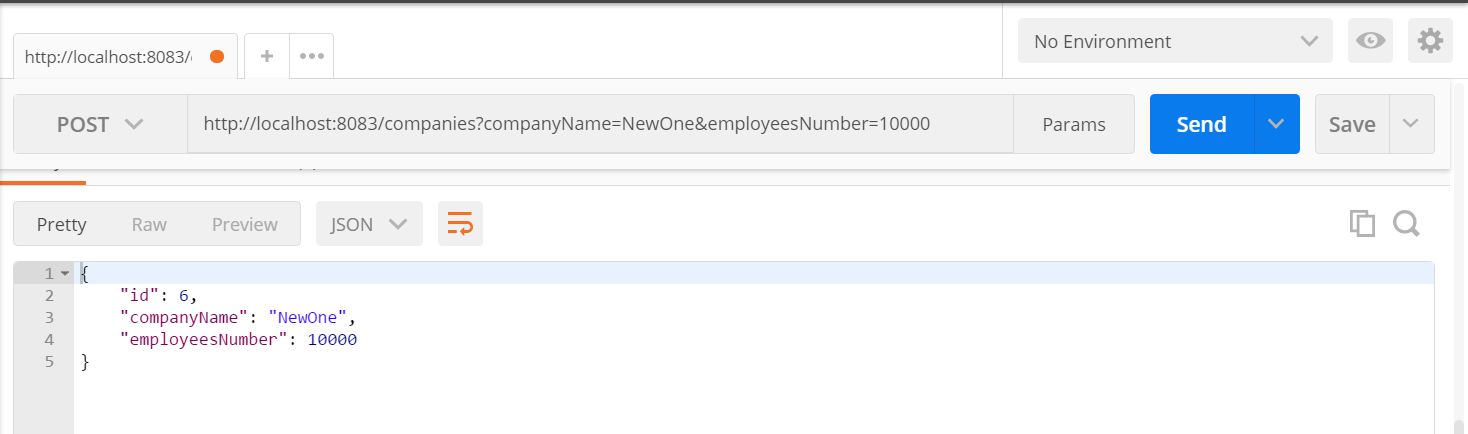 http://localhost:8083/
No Environment
POST
http://localhost:8083/companies?companyName=NewOne&employeesNumber=10000
Params
Send
Save
Pretty
Raw
Preview
JSON
1
{
2
"id": 6,
3
"companyName": "NewOne",
4
"employeesNumber": 10000
5
}